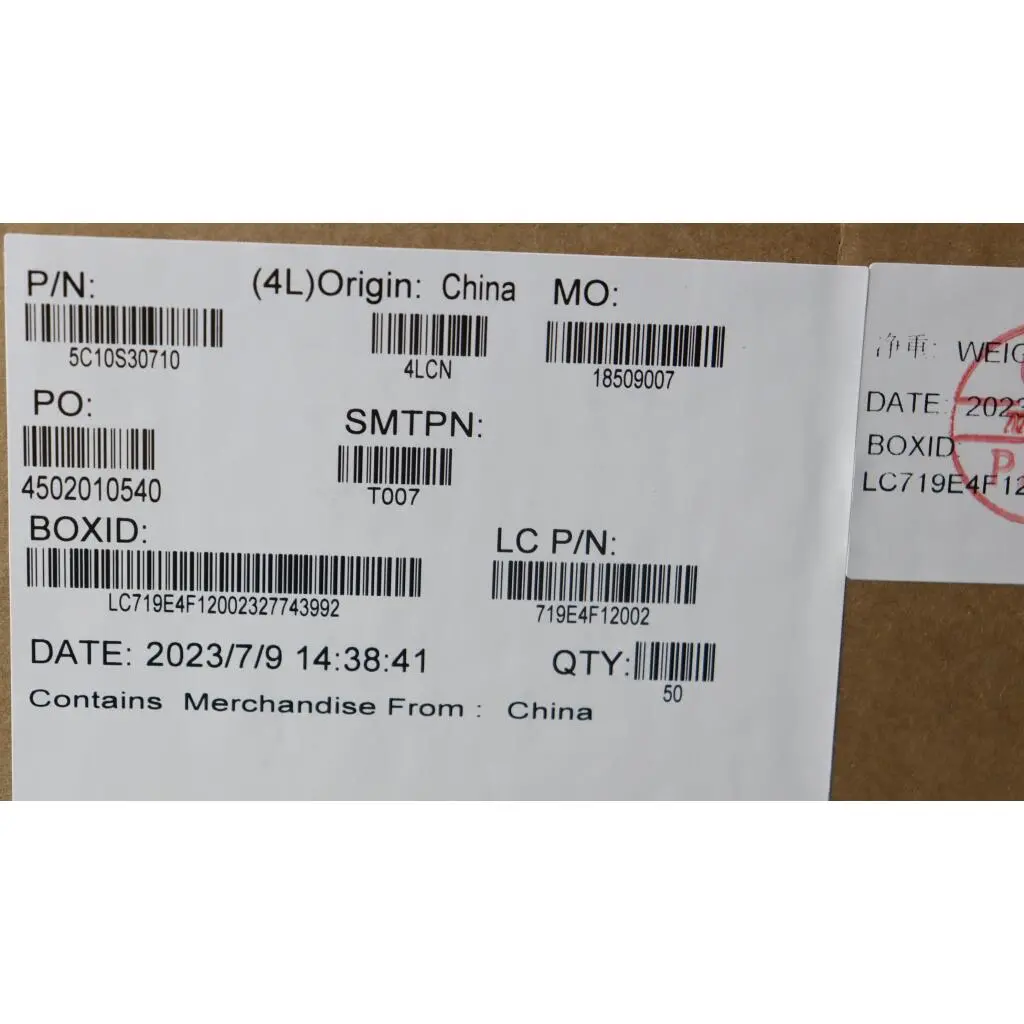 P/N: (4L)Origin: China MO:
5C10S30710 4LCN 18509007
PO: SMTPN:
4502010540 T007
BOXID: LC P/N:
LC719E4F12002327743992 719E4F12002
DATE: 2023/7/9 14:38:41 QTY:
50
Contains Merchandise From : China
净重:
DATE: 2023
BOXID
LC719E4F12
P